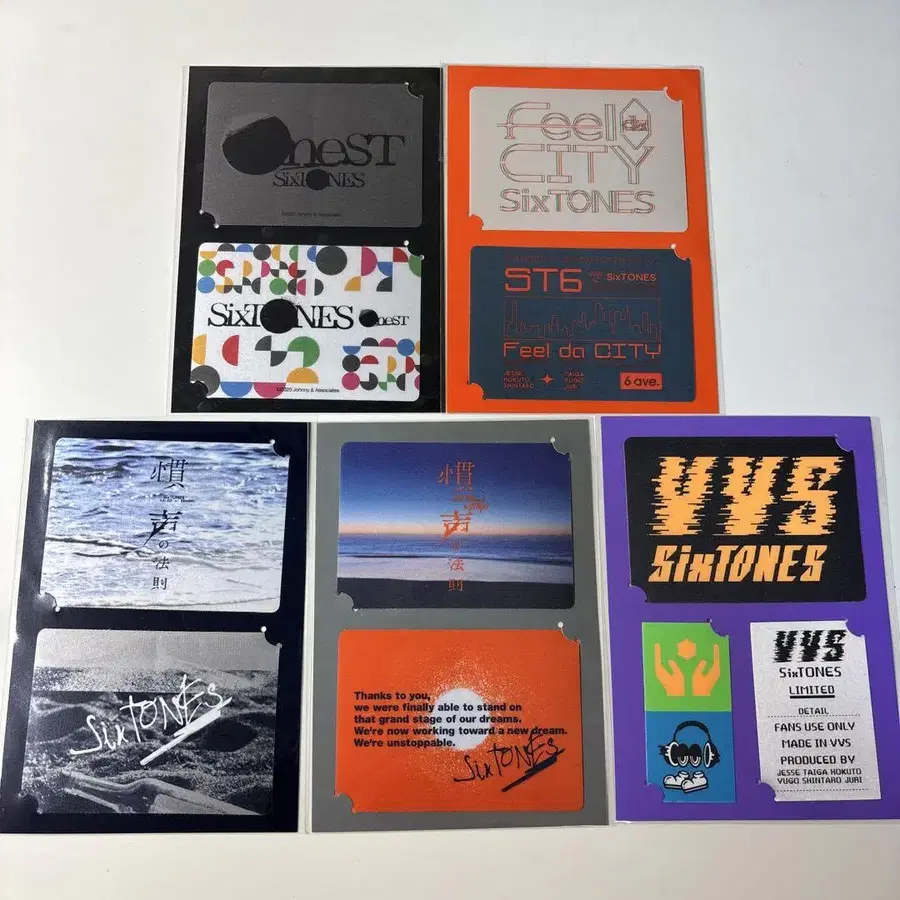 OneST
SixTONES
©2020 Johnny & Associates
SixTONES OneST
©2020 Johnny & Associates
Feel da
CITY
SixTONES
ST6
SixTONES
Feel da CITY
JESSE
HOKUTO
SHINTARO
TAIGA
YUGO
JURI
6 ave.
慣
声
の
法
則
SixTONES
慣
声
の
法
則
Thanks to you,
we were finally able to stand on
that grand stage of our dreams.
We're now working toward a new dream.
We're unstoppable.
SixTONES
VVS
SixTONES
VVS
SixTONES
LIMITED
DETAIL
FANS USE ONLY
MADE IN VVS
PRODUCED BY
JESSE TAIGA HOKUTO
YUGO SHINTARO JURI